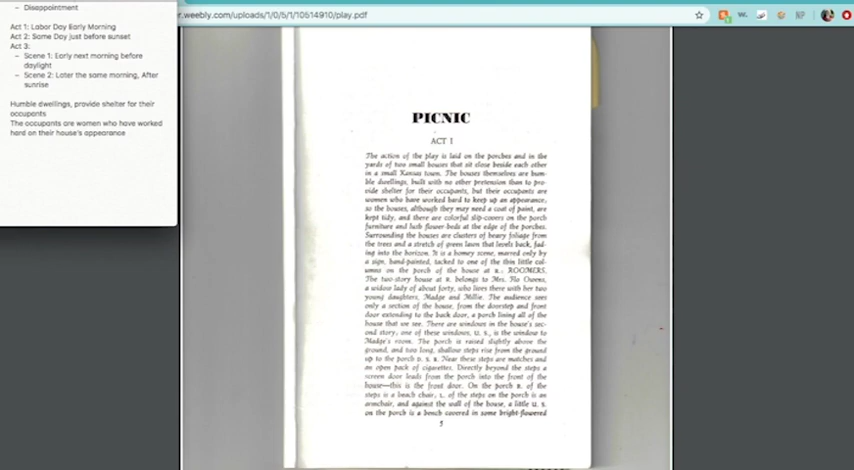 - Disappointment
Act 1: Labor Day Early Morning
Act 2: Same Day just before sunset
Act 3:
- Scene 1: Early next morning before
daylight
- Scene 2: Later the same morning, After
sunrise
Humble dwellings, provide shelter for their
occupants
The occupants are women who have worked
hard on their house's appearance
r.weebly.com/uploads/1/0/5/1/10514910/play.pdf
NP
PICNIC
ACT I
The action of the play is laid on the porches and in the
yards of two small houses that sit close beside each other
in a small Kansas town. The houses themselves are hum-
ble dwellings, built with no other pretension than to pro-
vide shelter for their occupants, but their occupants are
women who have worked hard to keep up an appearance,
so the houses, although they may need a coat of paint, are
kept tidy, and there are colorful slip-covers on the porch
furniture and lush flower-beds at the edge of the porches.
Surrounding the houses are clusters of heavy foliage from
the trees and a stretch of green lawn that levels back, fad-
ing into the horizon. It is a homey scene, marred only by
a sign, hand-painted, tacked to one of the thin little col-
umns on the porch of the house at R.: ROOMERS.
The two-story house at R. belongs to Mrs. Flo Owens,
a widow lady of about forty, who lives there with her two
young daughters, Madge and Millie. The audience sees
only a section of the house, from the doorstep and front
door extending to the back door, a porch lining all of the
house that we see. There are windows in the house's sec-
ond story, one of these windows, U. S., is the window to
Madge's room. The porch is raised slightly above the
ground, and two long, shallow steps rise from the ground
up to the porch D. S. R. Near these steps are matches and
an open pack of cigarettes. Directly beyond the steps a
screen door leads from the porch into the front of the
house—this is the front door. On the porch R. of the
steps is a beach chair, L. of the steps on the porch is an
armchair, and against the wall of the house, a little U. S.
on the porch is a bench covered in some bright-flowered
5